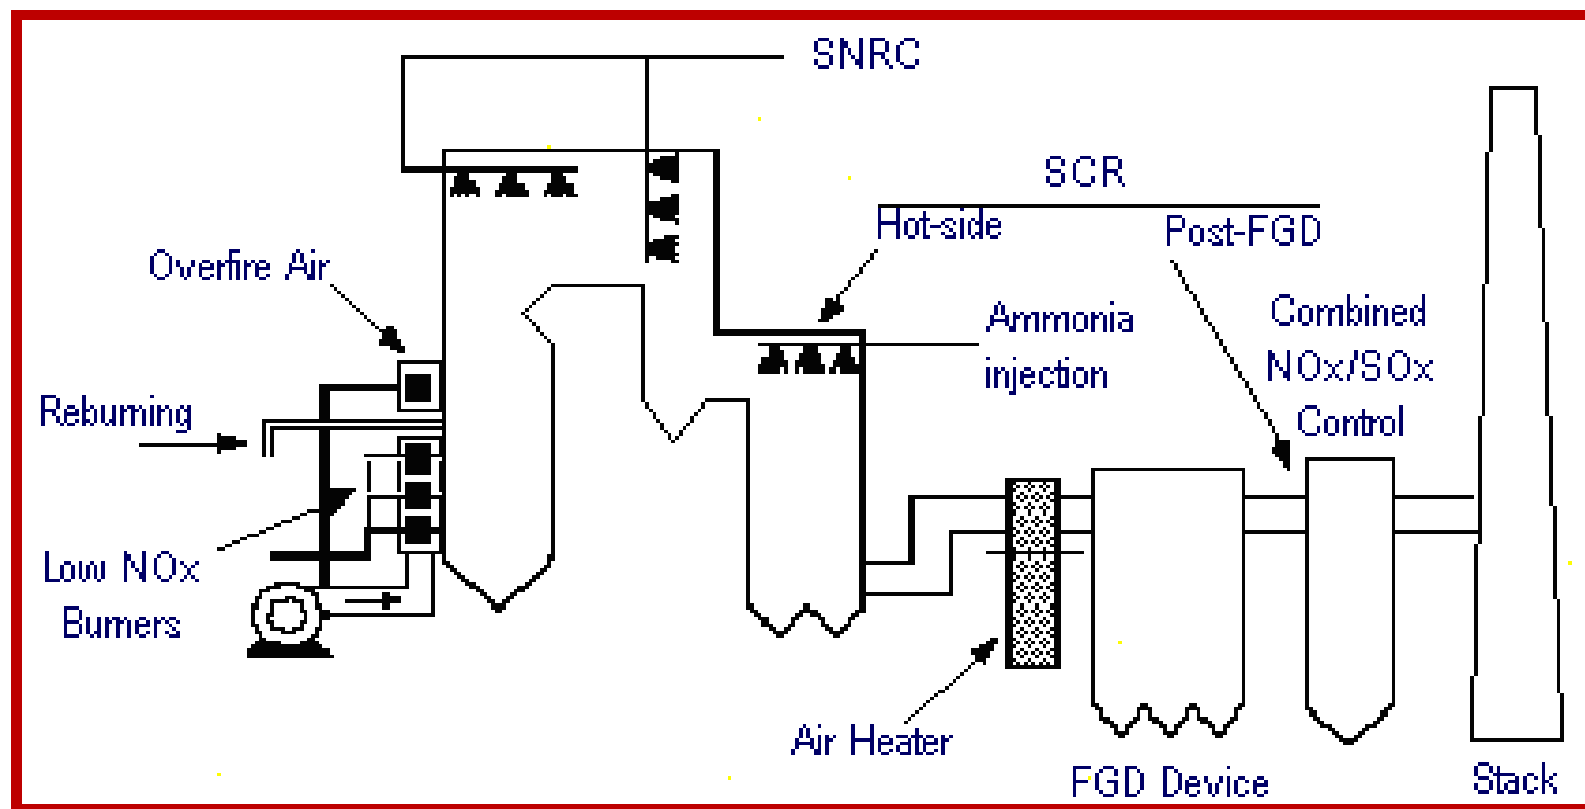 SNRC
SCR
Hot-side
Post-FGD
Overfire Air
Ammonia
injection
Combined
NOx/SOx
Control
Reburning
Low NOx
Burners
Air Heater
FGD Device
Stack